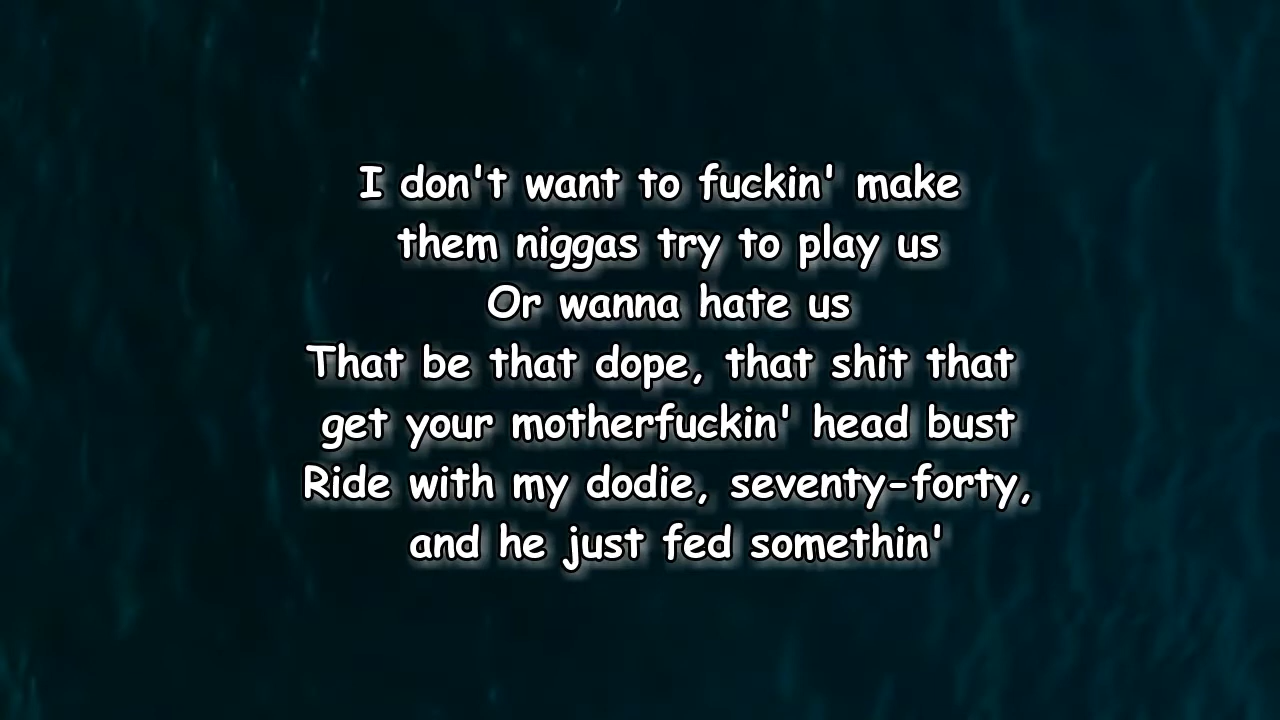 I don't want to fuckin' make
them niggas try to play us
Or wanna hate us
That be that dope, that shit that
get your motherfuckin' head bust
Ride with my dodie, seventy-forty,
and he just fed somethin'